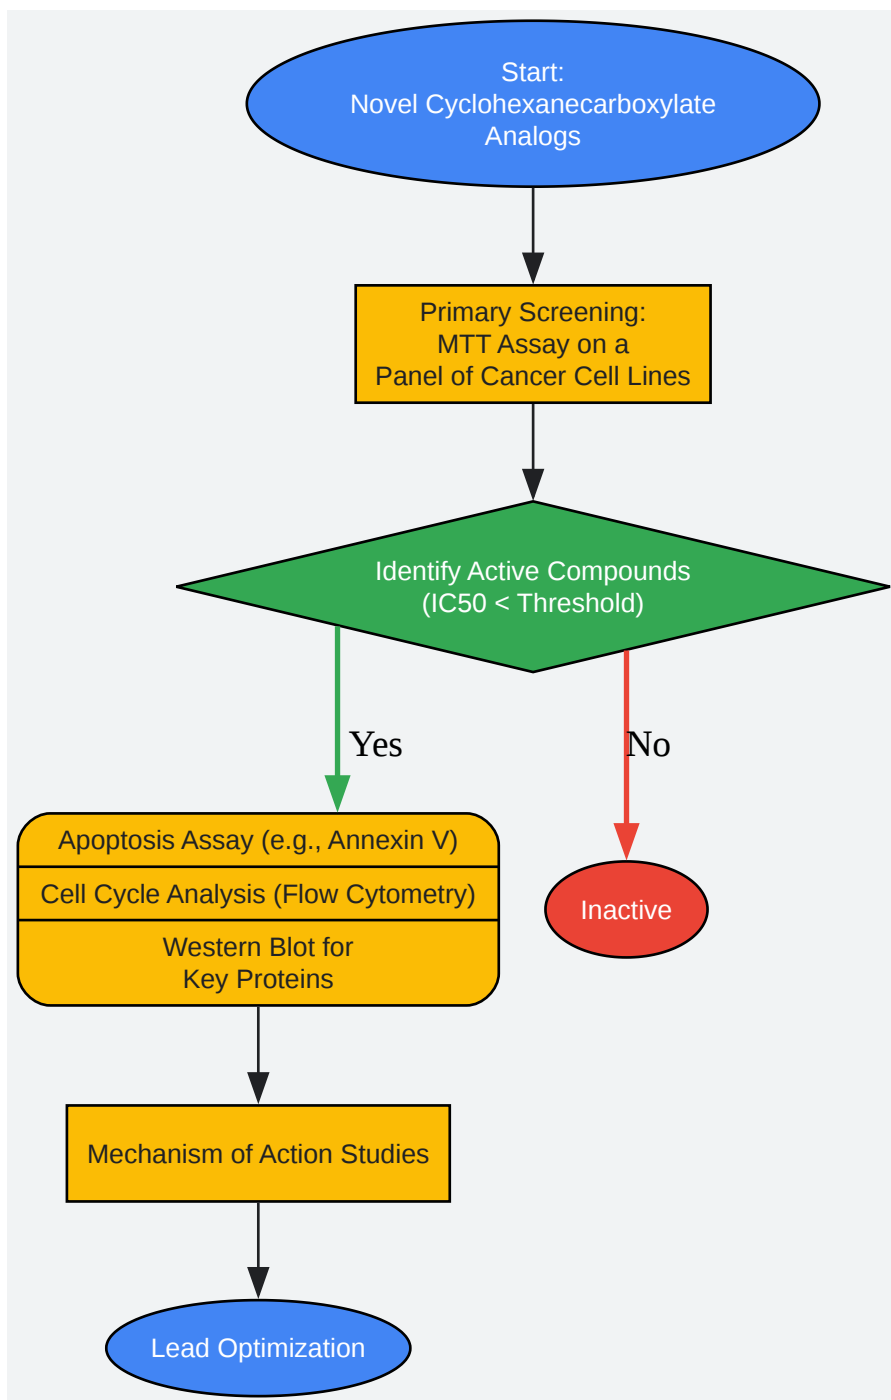 Start:
Novel Cyclohexanecarboxylate
Analogs
Primary Screening:
MTT Assay on a
Panel of Cancer Cell Lines
Identify Active Compounds
(IC50 < Threshold)
Yes
No
Apoptosis Assay (e.g., Annexin V)
Cell Cycle Analysis (Flow Cytometry)
Western Blot for
Key Proteins
Inactive
Mechanism of Action Studies
Lead Optimization